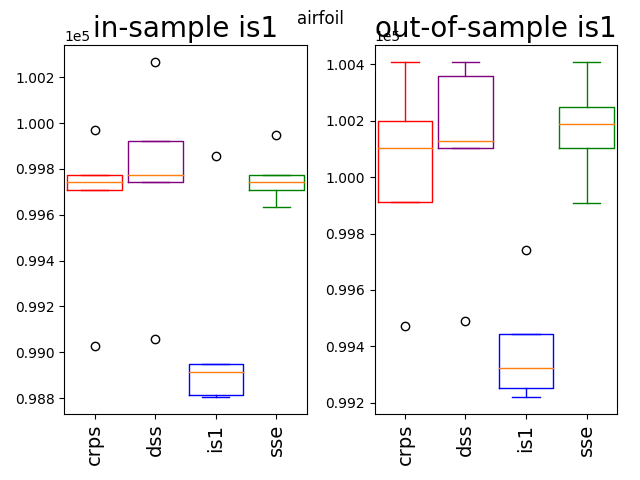 airfoil
in-sample is1
1e5
1.002
1.000
0.998
0.996
0.994
0.992
0.990
0.988
crps
dss
is1
sse
out-of-sample is1
1e5
1.004
1.002
1.000
0.998
0.996
0.994
0.992
crps
dss
is1
sse